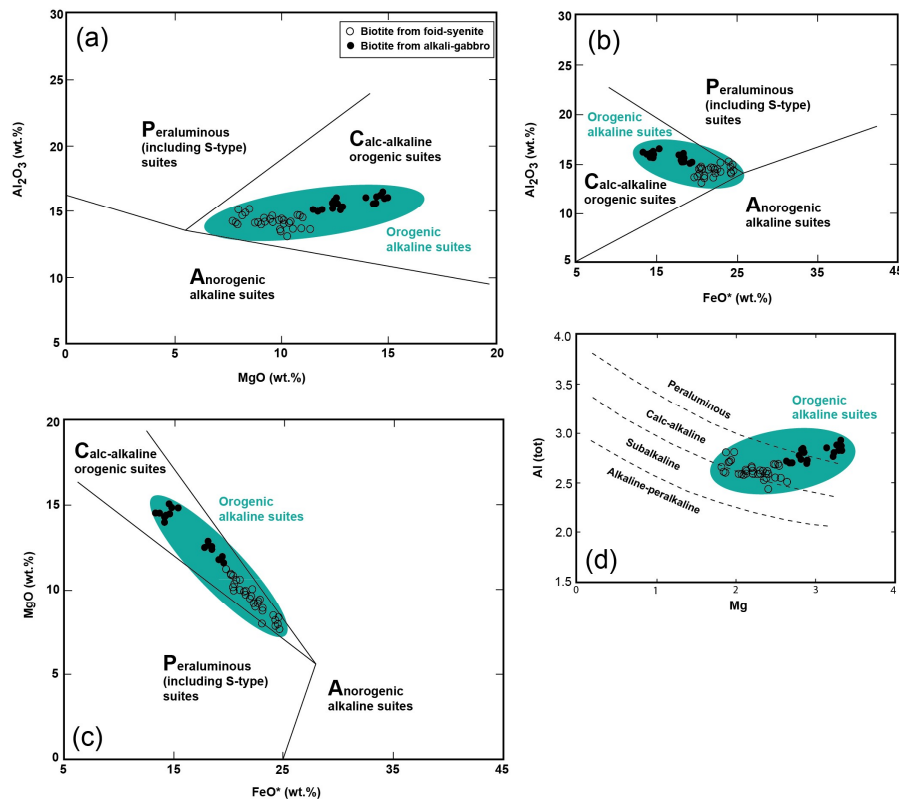 (a)
Biotite from foid-syenite
Biotite from alkali-gabbro
30
25
20
15
10
5
0
5
10
15
20
Al2O3 (wt.%)
MgO (wt.%)
Peraluminous
(including S-type)
suites
Calc-alkaline
orogenic suites
Orogenic
alkaline suites
Anorogenic
alkaline suites
(b)
30
25
20
15
10
5
5
15
25
35
45
Al2O3 (wt.%)
FeO* (wt.%)
Peraluminous
(including S-type)
suites
Orogenic
alkaline suites
Calc-alkaline
orogenic suites
Anorogenic
alkaline suites
(c)
20
15
10
5
0
5
15
25
35
45
MgO (wt.%)
FeO* (wt.%)
Calc-alkaline
orogenic suites
Orogenic
alkaline suites
Peraluminous
(including S-type)
suites
Anorogenic
alkaline suites
(d)
4.0
3.5
3.0
2.5
2.0
1.5
0
1
2
3
4
Al (tot)
Mg
Peraluminous
Calc-alkaline
Subalkaline
Alkaline-peralkaline
Orogenic
alkaline suites